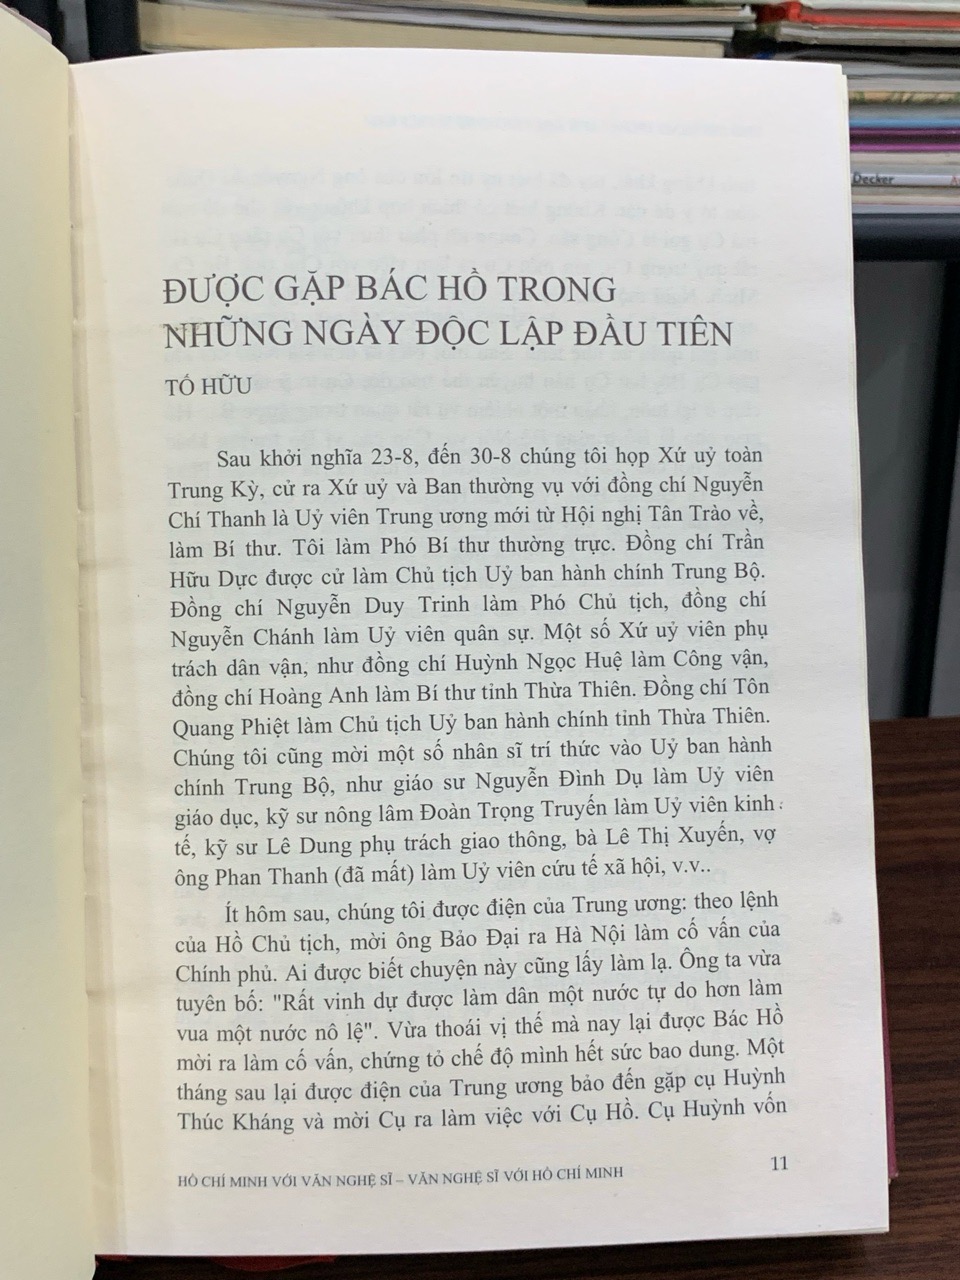 ĐƯỢC GẶP BÁC HỒ TRONG
NHỮNG NGÀY ĐỘC LẬP ĐẦU TIÊN
TỐ HỮU
Sau khởi nghĩa 23-8, đến 30-8 chúng tôi họp Xứ uỷ toàn
Trung Kỳ, cử ra Xứ uỷ và Ban thường vụ với đồng chí Nguyễn
Chí Thanh là Uỷ viên Trung ương mới từ Hội nghị Tân Trào về,
làm Bí thư. Tôi làm Phó Bí thư thường trực. Đồng chí Trần
Hữu Dực được cử làm Chủ tịch Uỷ ban hành chính Trung Bộ.
Đồng chí Nguyễn Duy Trinh làm Phó Chủ tịch, đồng chí
Nguyễn Chánh làm Uỷ viên quân sự. Một số Xứ uỷ viên phụ
trách dân vận, như đồng chí Huỳnh Ngọc Huệ làm Công vận,
đồng chí Hoàng Anh làm Bí thư tỉnh Thừa Thiên. Đồng chí Tôn
Quang Phiệt làm Chủ tịch Uỷ ban hành chính tỉnh Thừa Thiên.
Chúng tôi cũng mời một số nhân sĩ trí thức vào Uỷ ban hành
chính Trung Bộ, như giáo sư Nguyễn Đình Dụ làm Uỷ viên
giáo dục, kỹ sư nông lâm Đoàn Trọng Truyến làm Uỷ viên kinh
tế, kỹ sư Lê Dung phụ trách giao thông, bà Lê Thị Xuyến, vợ
ông Phan Thanh (đã mất) làm Uỷ viên cứu tế xã hội, v.v..
Ít hôm sau, chúng tôi được điện của Trung ương: theo lệnh
của Hồ Chủ tịch, mời ông Bảo Đại ra Hà Nội làm cố vấn của
Chính phủ. Ai được biết chuyện này cũng lấy làm lạ. Ông ta vừa
tuyên bố: "Rất vinh dự được làm dân một nước tự do hơn làm
vua một nước nô lệ". Vừa thoái vị thế mà nay lại được Bác Hồ
mời ra làm cố vấn, chứng tỏ chế độ mình hết sức bao dung. Một
tháng sau lại được điện của Trung ương bảo đến gặp cụ Huỳnh
Thúc Kháng và mời Cụ ra làm việc với Cụ Hồ. Cụ Huỳnh vốn
HỒ CHÍ MINH VỚI VĂN NGHỆ SĨ – VĂN NGHỆ SĨ VỚI HỒ CHÍ MINH
11
Decker